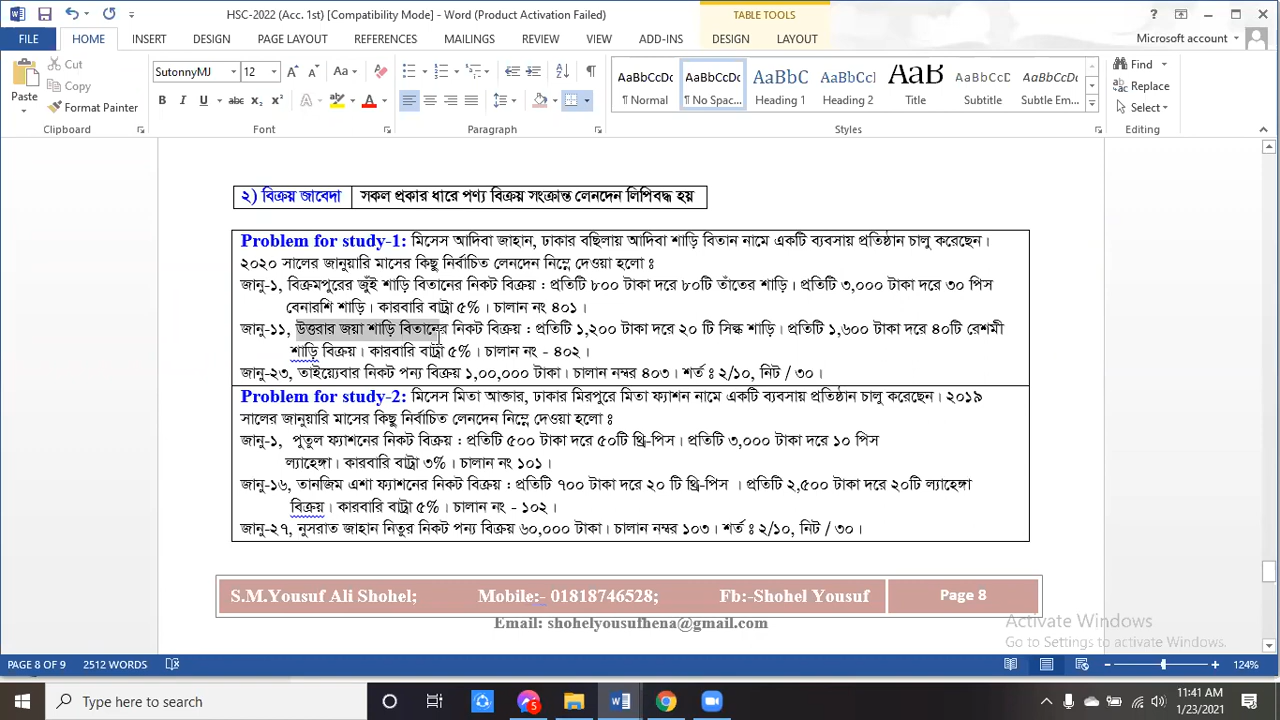 HSC-2022 (Acc. 1st) [Compatibility Mode] - Word (Product Activation Failed)
TABLE TOOLS
FILE HOME INSERT DESIGN PAGE LAYOUT REFERENCES MAILINGS REVIEW VIEW ADD-INS DESIGN LAYOUT Microsoft account
Cut
Copy
Format Painter
Paste
Clipboard
SutonnyMJ 12
Font
Paragraph
AaBbCcDc AaBbCcDc AaBbC AaBbCc AaB AaBbCcD AaBbCcDc
¶ Normal ¶ No Spac... Heading Heading 2 Title Subtitle Subtle Em...
Styles
Find
Replace
Select
Editing
২) বিক্রয় জাবেদা সকল প্রকার ধারে পণ্য বিক্রয় সংক্রান্ত লেনদেন লিপিবদ্ধ হয়
Problem for study-1: মিসেস আদিবা জাহান, ঢাকার বছিলায় আদিবা শাড়ি বিতান নামে একটি ব্যবসায় প্রতিষ্ঠান চালু করেছেন।
২০২০ সালের জানুয়ারি মাসের কিছু নির্বাচিত লেনদেন নিম্নে দেওয়া হলো ঃ
জানু-১, বিক্রমপুরের জুঁই শাড়ি বিতানের নিকট বিক্রয় : প্রতিটি ৮০০ টাকা দরে ৮০টি তাঁতের শাড়ি। প্রতিটি ৩,০০০ টাকা দরে ৩০ পিস
বেনারশি শাড়ি। কারবারি বাট্টা ৫%। চালান নং ৪০১।
জানু-১১, উত্তরার জয়া শাড়ি বিতানের নিকট বিক্রয় : প্রতিটি ১,২০০ টাকা দরে ২০ টি সিল্ক শাড়ি। প্রতিটি ১,৬০০ টাকা দরে ৪০টি রেশমী
শাড়ি বিক্রয়। কারবারি বাট্টা ৫%। চালান নং - ৪০২।
জানু-২৩, তাইয়্যেবার নিকট পন্য বিক্রয় ১,০০,০০০ টাকা। চালান নম্বর ৪০৩। শর্ত ঃ ২/১০, নিট / ৩০।
Problem for study-2: মিসেস মিতা আক্তার, ঢাকার মিরপুরে মিতা ফ্যাশন নামে একটি ব্যবসায় প্রতিষ্ঠান চালু করেছেন। ২০১৯
সালের জানুয়ারি মাসের কিছু নির্বাচিত লেনদেন নিম্নে দেওয়া হলো ঃ
জানু-১, পুতুল ফ্যাশনের নিকট বিক্রয় : প্রতিটি ৫০০ টাকা দরে ৫০টি থ্রি-পিস। প্রতিটি ৩,০০০ টাকা দরে ১০ পিস
ল্যাহেঙ্গা। কারবারি বাট্টা ৩%। চালান নং ১০১।
জানু-১৬, তানজিম এশা ফ্যাশনের নিকট বিক্রয় : প্রতিটি ৭০০ টাকা দরে ২০ টি থ্রি-পিস । প্রতিটি ২,৫০০ টাকা দরে ২০টি ল্যাহেঙ্গা
বিক্রয়। কারবারি বাট্টা ৫%। চালান নং - ১০২।
জানু-২৭, নুসরাত জাহান নিতুর নিকট পন্য বিক্রয় ৬০,০০০ টাকা। চালান নম্বর ১০৩। শর্ত ঃ ২/১০, নিট / ৩০।
S.M.Yousuf Ali Shohel; Mobile:- 01818746528; Fb:-Shohel Yousuf Page 8
Email: shohelyousufhena@gmail.com
Activate Windows
Go to Settings to activate Windows.
PAGE 8 OF 9 2512 WORDS 124%
Type here to search
5
11:41 AM
1/23/2021